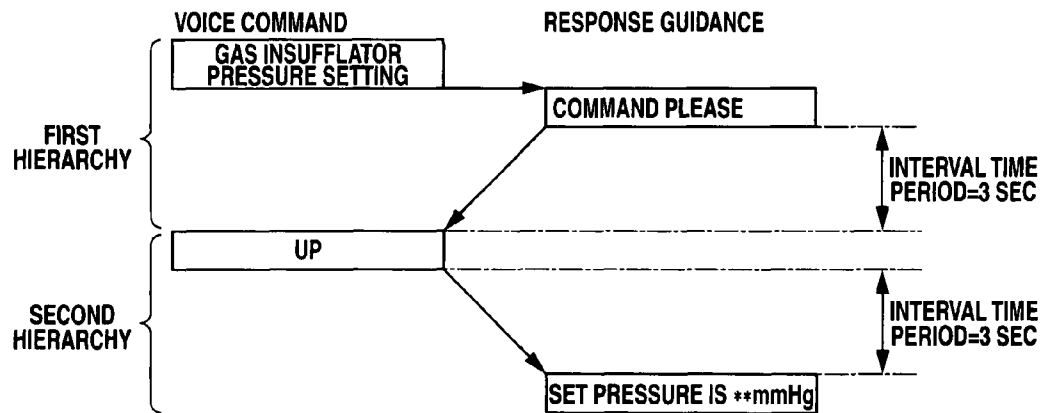 VOICE COMMAND
RESPONSE GUIDANCE
GAS INSUFFLATOR
PRESSURE SETTING
COMMAND PLEASE
FIRST
HIERARCHY
INTERVAL TIME
PERIOD=3 SEC
UP
SECOND
HIERARCHY
INTERVAL TIME
PERIOD=3 SEC
SET PRESSURE IS **mmHg